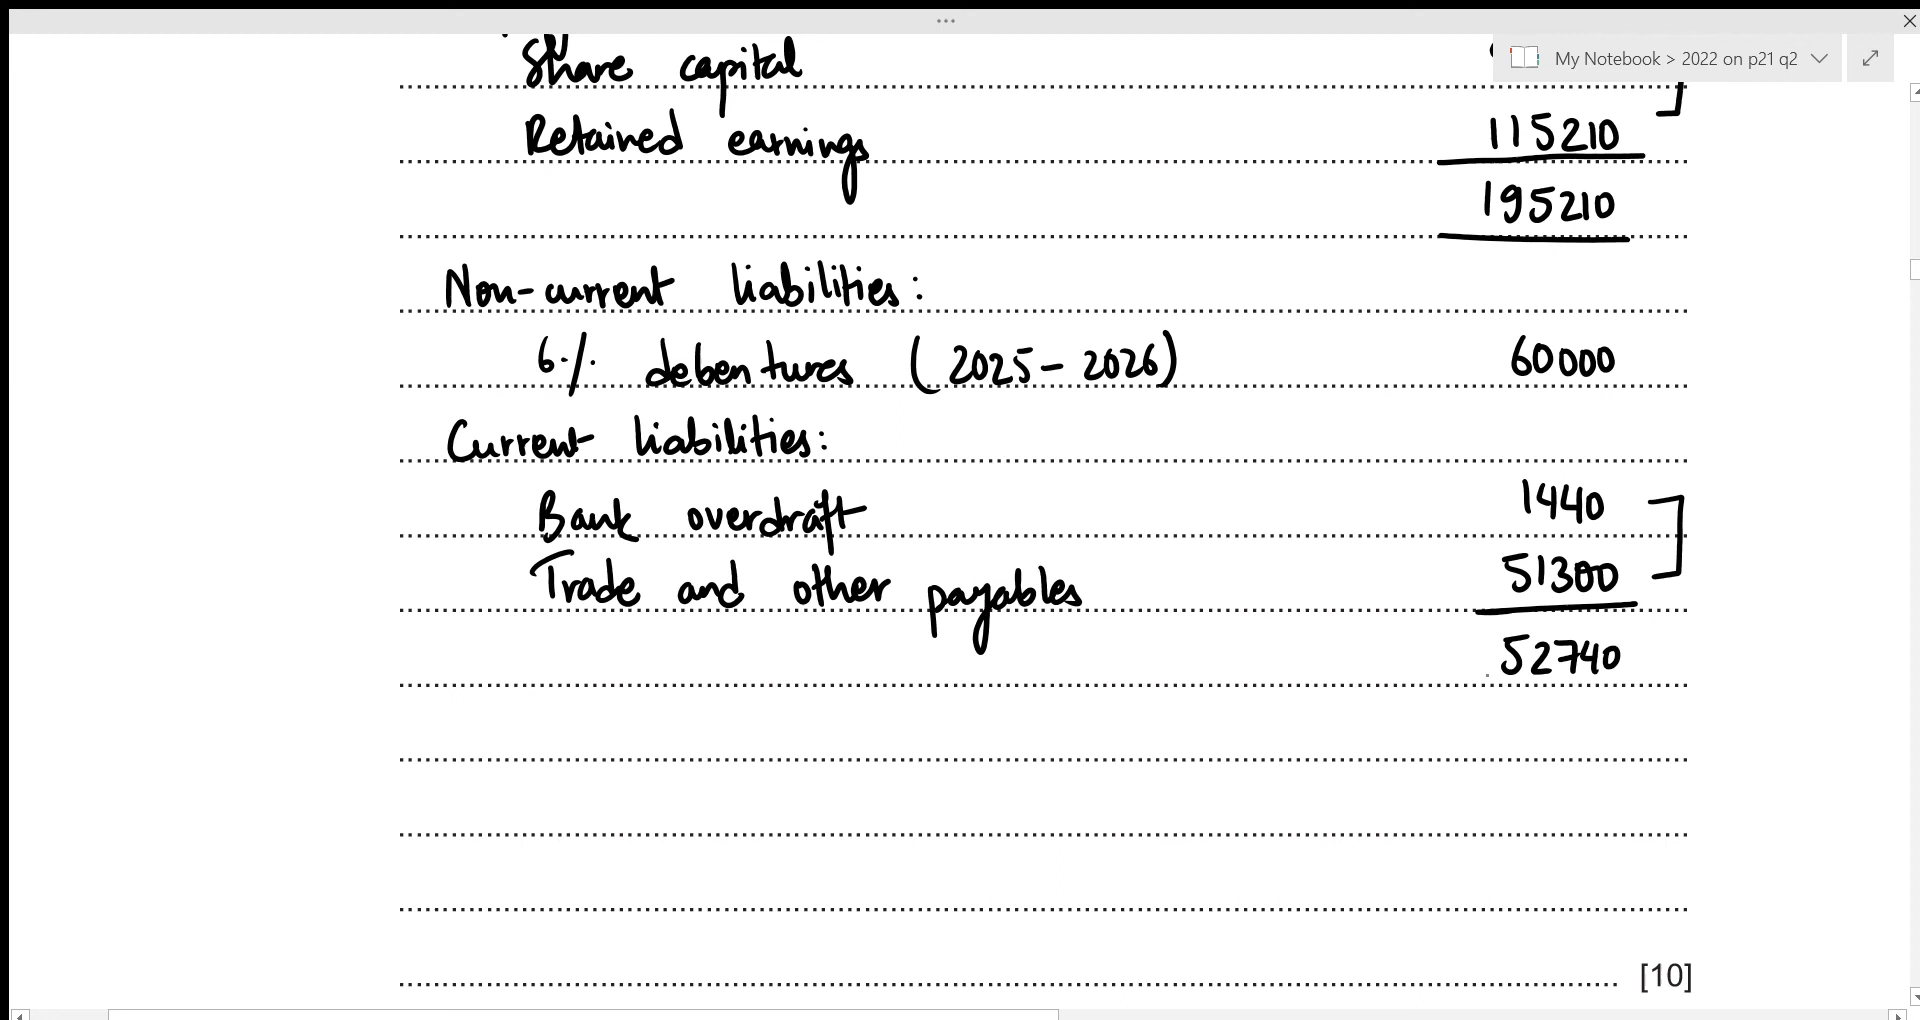 My Notebook > 2022 on p21 q2
Share capital
Retained earnings 115210
195210
Non-current liabilities:
6% debentures (2025-2026) 60000
Current liabilities:
Bank overdraft 1440
Trade and other payables 51300
52740
[10]